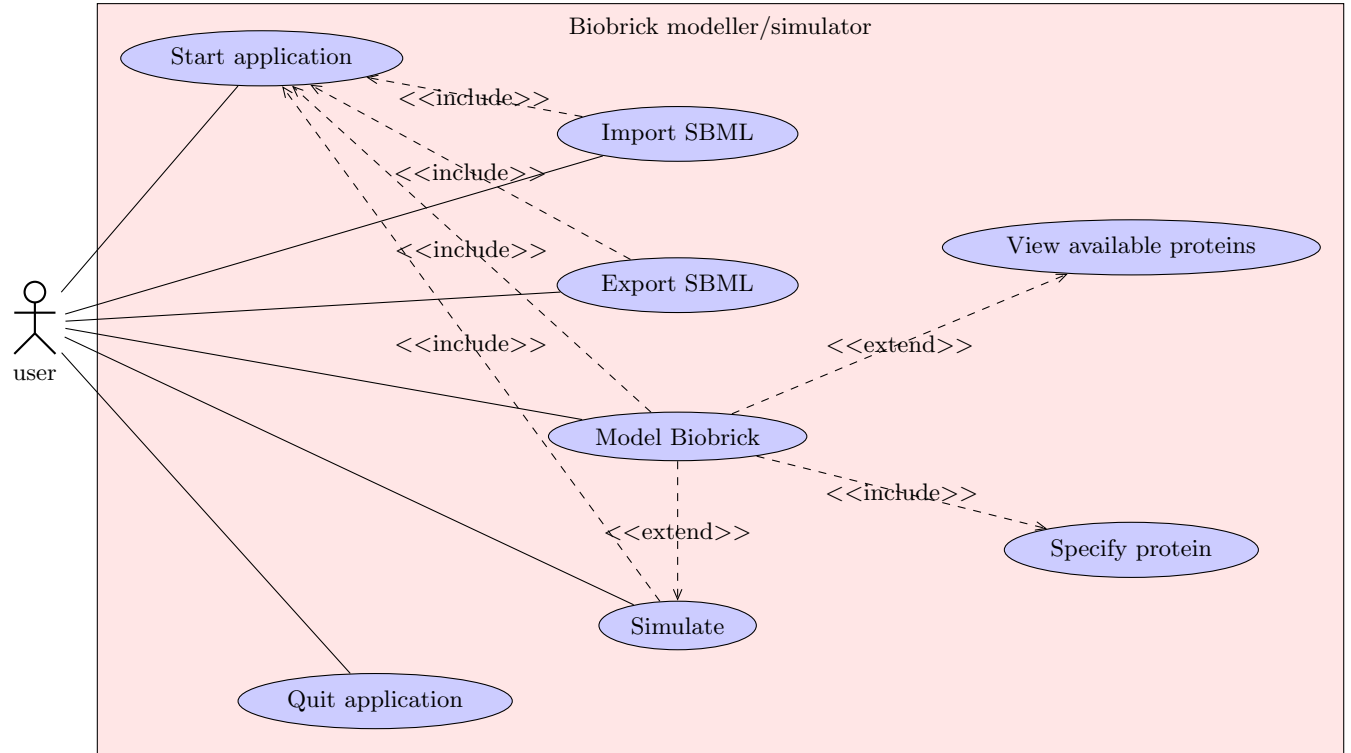 Biobrick modeller/simulator
Start application
<<include>>
Import SBML
<<include>>
<<include>>
View available proteins
Export SBML
<<include>>
<<extend>>
user
Model Biobrick
<<include>>
<<extend>>
Specify protein
Simulate
Quit application